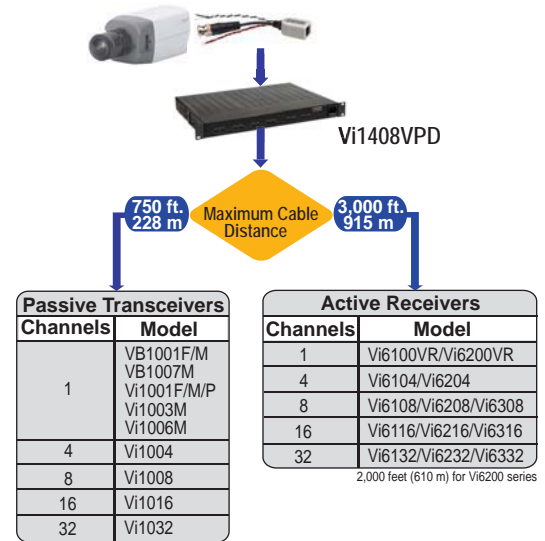 Vi1408VPD
750 ft.
228 m
Maximum Cable
Distance
3,000 ft.
915 m
Passive Transceivers
Channels Model
1 VB1001F/M
VB1007M
Vi1001F/M/P
Vi1003M
Vi1006M
4 Vi1004
8 Vi1008
16 Vi1016
32 Vi1032
Active Receivers
Channels Model
1 Vi6100VR/Vi6200VR
4 Vi6104/Vi6204
8 Vi6108/Vi6208/Vi6308
16 Vi6116/Vi6216/Vi6316
32 Vi6132/Vi6232/Vi6332
2,000 feet (610 m) for Vi6200 series